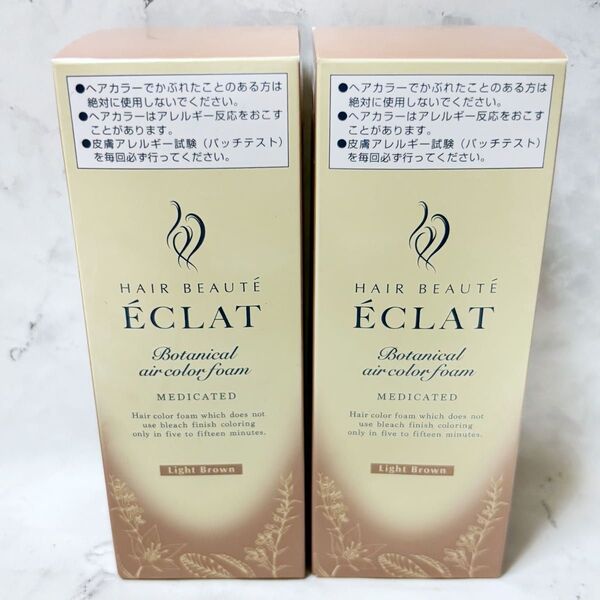 ●ヘアカラーでかぶれたことのある方は
絶対に使用しないでください。
●ヘアカラーはアレルギー反応をおこす
ことがあります。
●皮膚アレルギー試験（パッチテスト）
を毎回必ず行ってください。
HAIR BEAUTÉ
ÉCLAT
Botanical
air color foam
MEDICATED
Hair color foam which does not
use bleach finish coloring
only in five to fifteen minutes.
Light Brown
●ヘアカラーでかぶれたことのある方は
絶対に使用しないでください。
●ヘアカラーはアレルギー反応をおこす
ことがあります。
●皮膚アレルギー試験（パッチテスト）
を毎回必ず行ってください。
HAIR BEAUTÉ
ÉCLAT
Botanical
air color foam
MEDICATED
Hair color foam which does not
use bleach finish coloring
only in five to fifteen minutes.
Light Brown